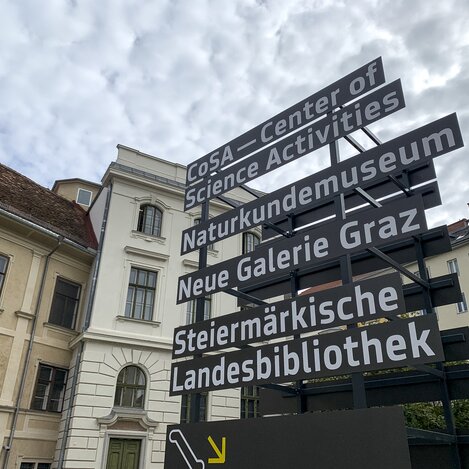 CoSA — Center of
Science Activities
Naturkundemuseum
Neue Galerie Graz
Steiermärkische
Landesbibliothek